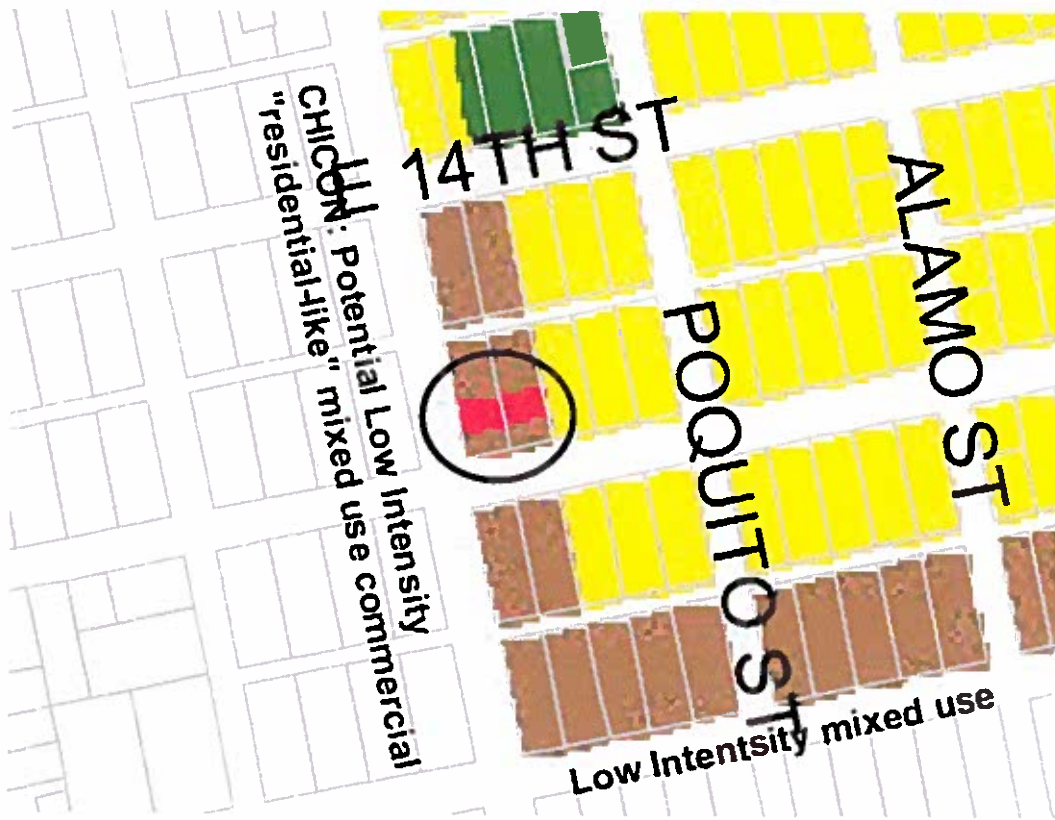 E 14TH ST
CHICON: Potential Low Intensity
"residential-like" mixed use commercial
ALAMO ST
POQUITO ST
Low Intentsity mixed use